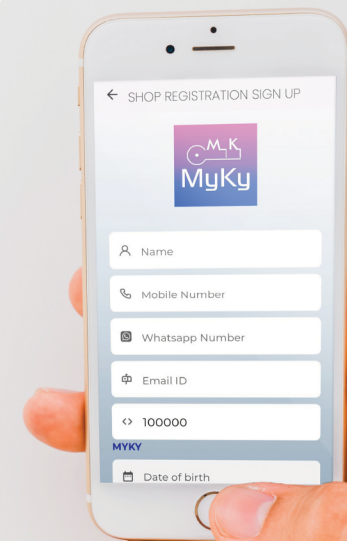 SHOP REGISTRATION SIGN UP
M K
MyKy
Name
Mobile Number
Whatsapp Number
Email ID
100000
MYKY
Date of birth